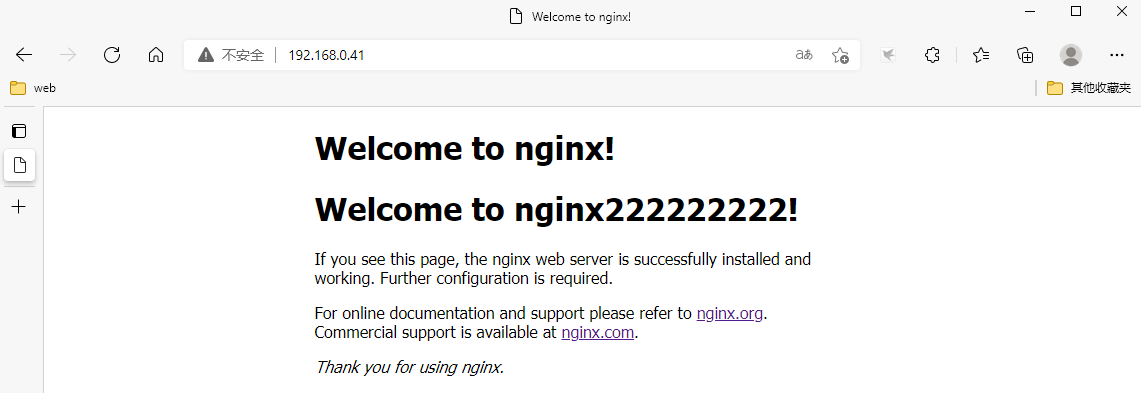 Welcome to nginx!
不安全 192.168.0.41 aあ
web 其他收藏夹
Welcome to nginx!
Welcome to nginx222222222!
If you see this page, the nginx web server is successfully installed and
working. Further configuration is required.
For online documentation and support please refer to nginx.org.
Commercial support is available at nginx.com.
Thank you for using nginx.